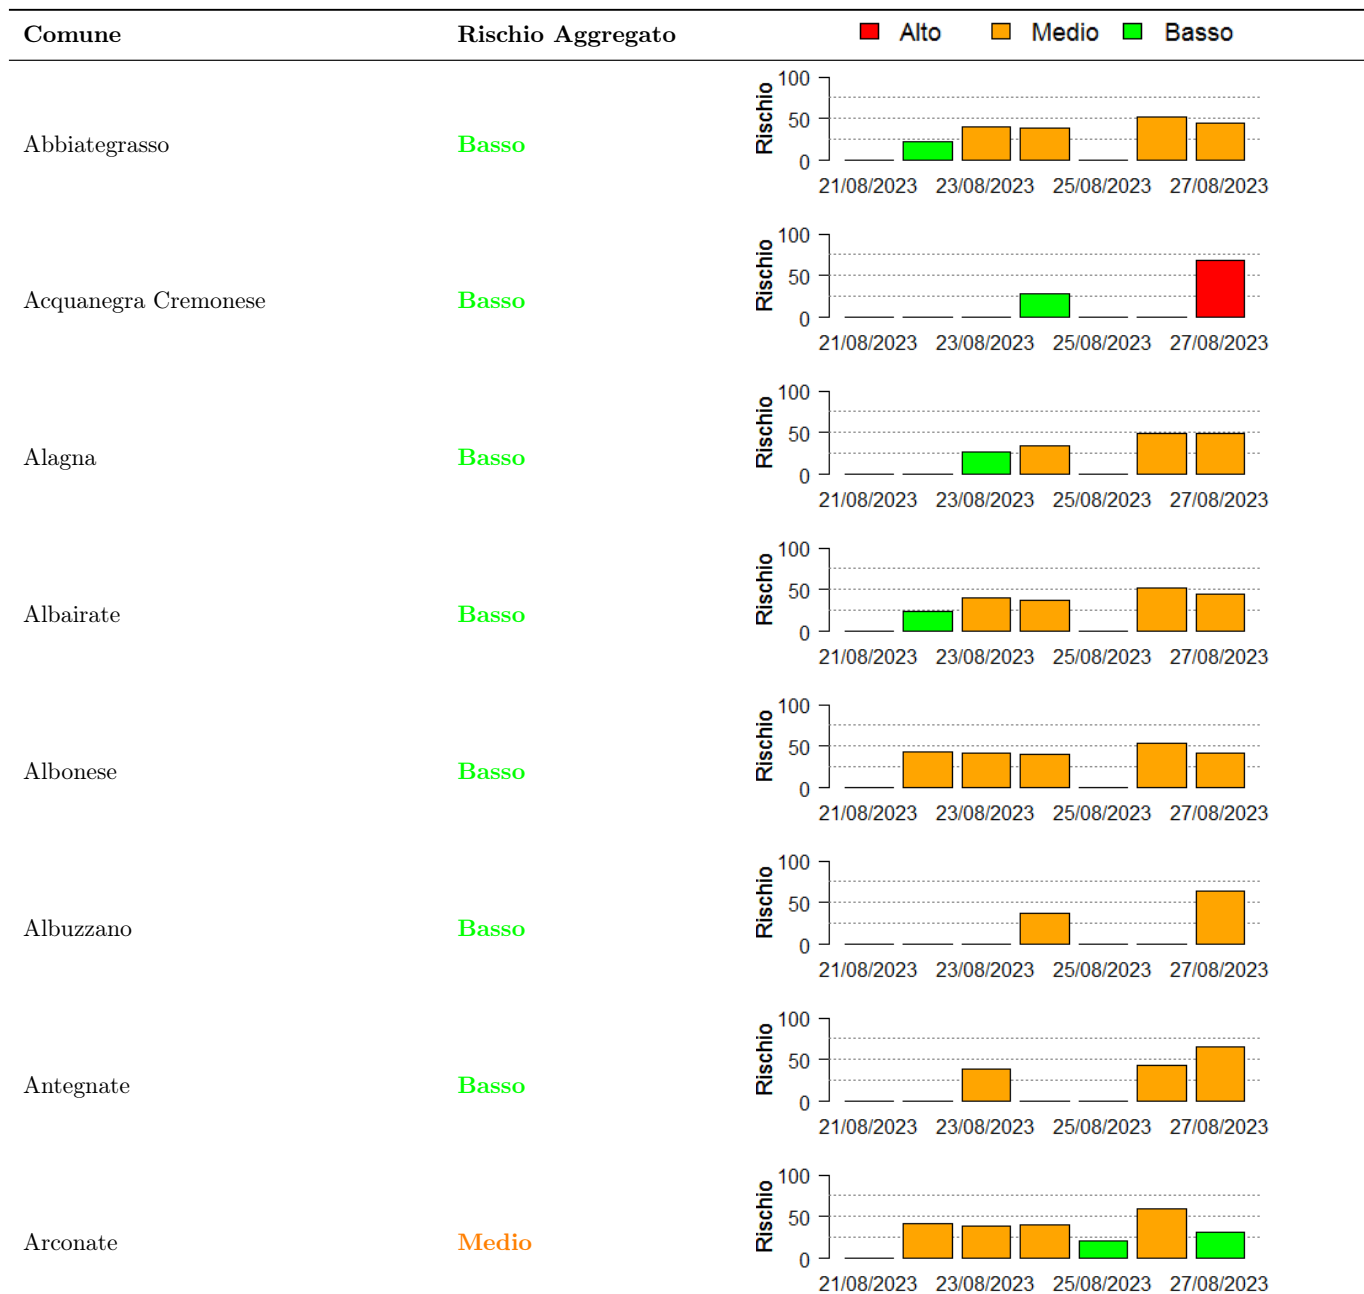 Comune Rischio Aggregato Alto Medio Basso
100
50
0
Rischio
Abbiategrasso Basso
21/08/2023 23/08/2023 25/08/2023 27/08/2023
100
50
0
Rischio
Acquanegra Cremonese Basso
21/08/2023 23/08/2023 25/08/2023 27/08/2023
100
50
0
Rischio
Alagna Basso
21/08/2023 23/08/2023 25/08/2023 27/08/2023
100
50
0
Rischio
Albairate Basso
21/08/2023 23/08/2023 25/08/2023 27/08/2023
100
50
0
Rischio
Albonese Basso
21/08/2023 23/08/2023 25/08/2023 27/08/2023
100
50
0
Rischio
Albuzzano Basso
21/08/2023 23/08/2023 25/08/2023 27/08/2023
100
50
0
Rischio
Antegnate Basso
21/08/2023 23/08/2023 25/08/2023 27/08/2023
100
50
0
Rischio
Arconate Medio
21/08/2023 23/08/2023 25/08/2023 27/08/2023